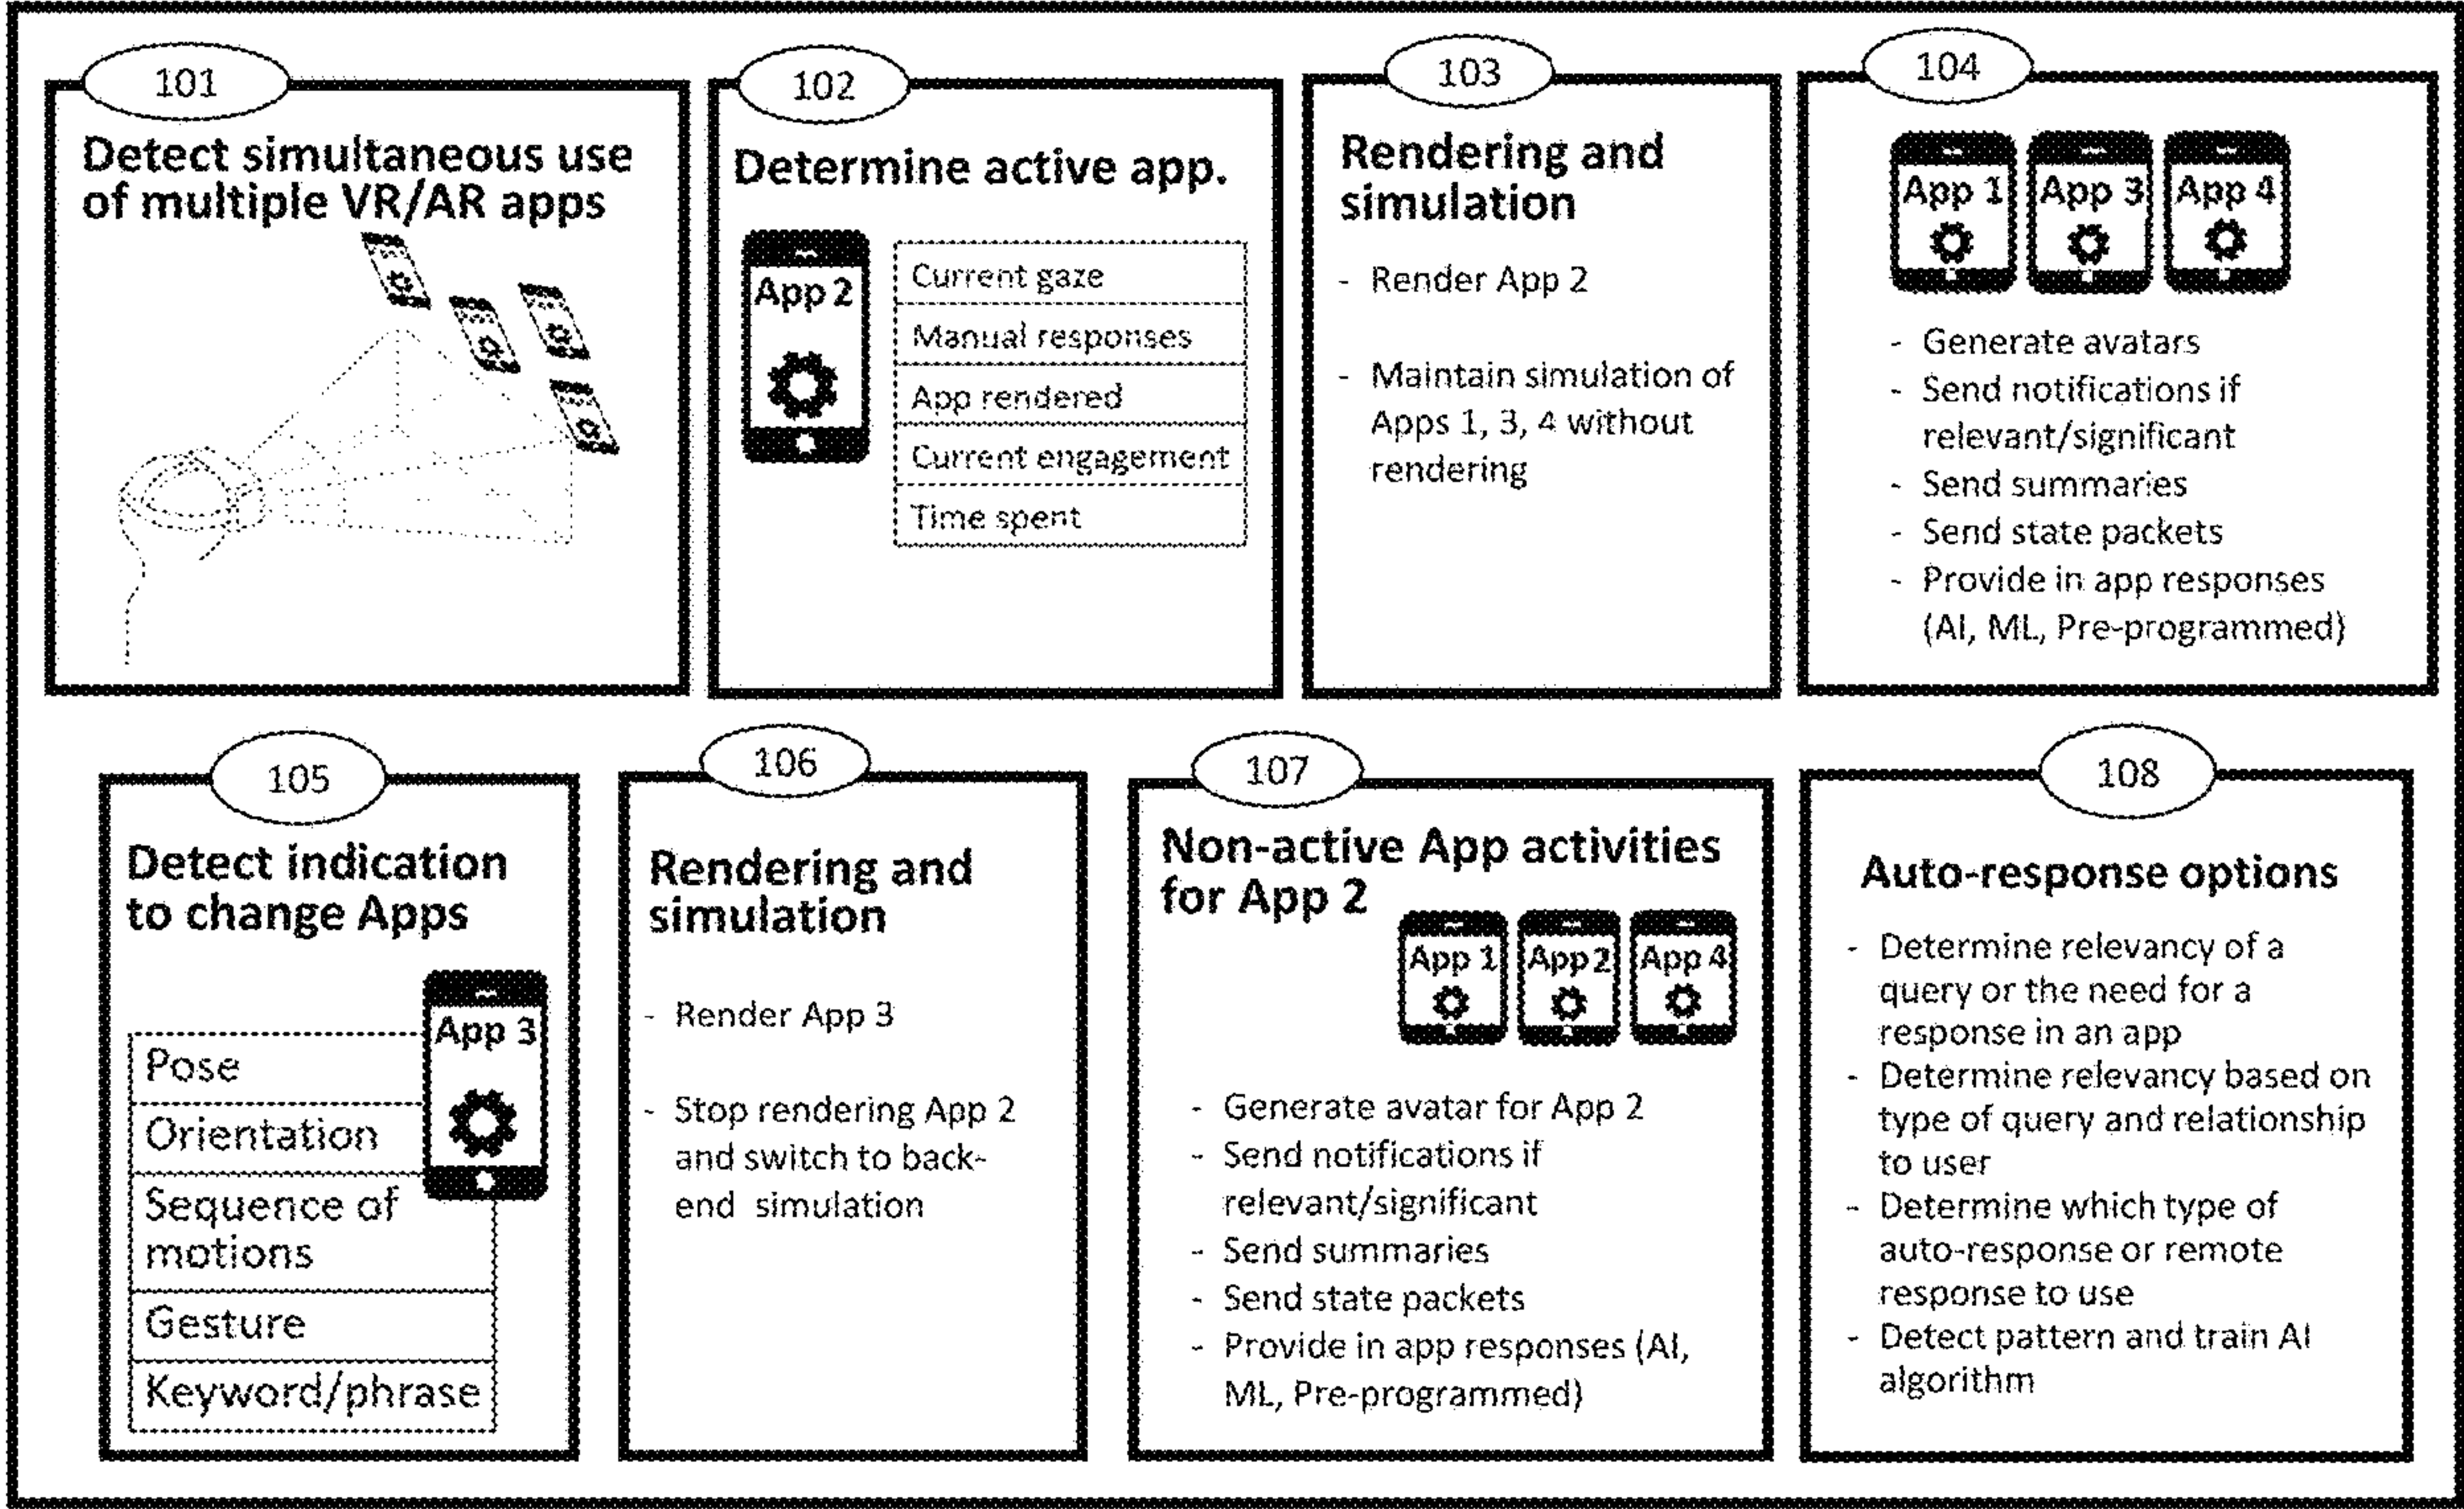 101
Detect simultaneous use
of multiple VR/AR apps
102
Determine active app.
App 2
Current gaze
Manual responses
App rendered
Current engagement
Time spent
103
Rendering and
simulation
- Render App 2
- Maintain simulation of
Apps 1, 3, 4 without
rendering
104
App 1
App 3
App 4
- Generate avatars
- Send notifications if
relevant/significant
- Send summaries
- Send state packets
- Provide in app responses
(AI, ML, Pre-programmed)
105
Detect indication
to change Apps
App 3
Pose
Orientation
Sequence of
motions
Gesture
Keyword/phrase
106
Rendering and
simulation
- Render App 3
- Stop rendering App 2
and switch to back-
end simulation
107
Non-active App activities
for App 2
App 1
App 2
App 4
- Generate avatar for App 2
- Send notifications if
relevant/significant
- Send summaries
- Send state packets
- Provide in app responses (AI,
ML, Pre-programmed)
108
Auto-response options
- Determine relevancy of a
query or the need for a
response in an app
- Determine relevancy based on
type of query and relationship
to user
- Determine which type of
auto-response or remote
response to use
- Detect pattern and train AI
algorithm